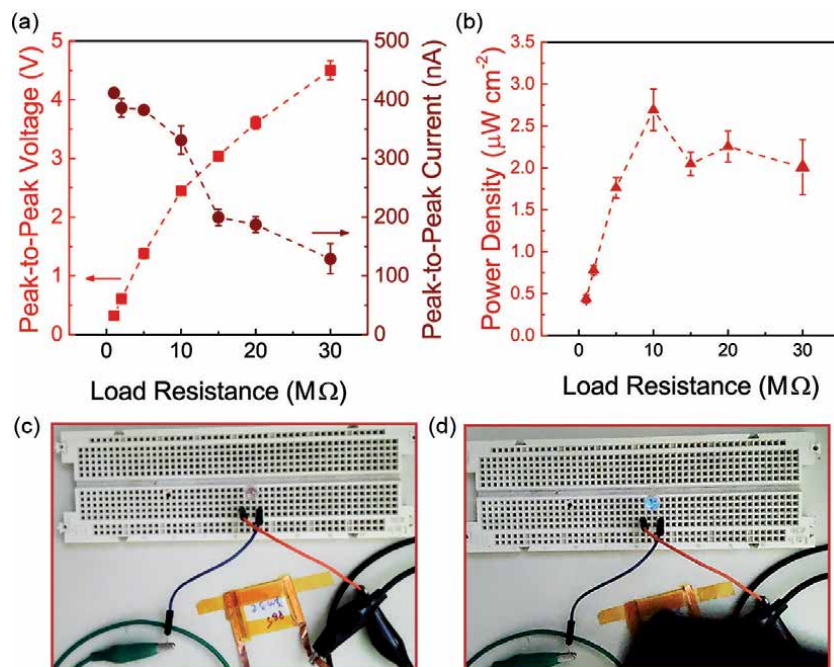 (a)
Peak-to-Peak Voltage (V)
5
4
3
2
1
0
500
400
300
200
100
0
Peak-to-Peak Current (nA)
0 10 20 30
Load Resistance (MΩ)
(b)
Power Density (μW cm⁻²)
3.5
3.0
2.5
2.0
1.5
1.0
0.5
0.0
0 10 20 30
Load Resistance (MΩ)
(c)
(d)